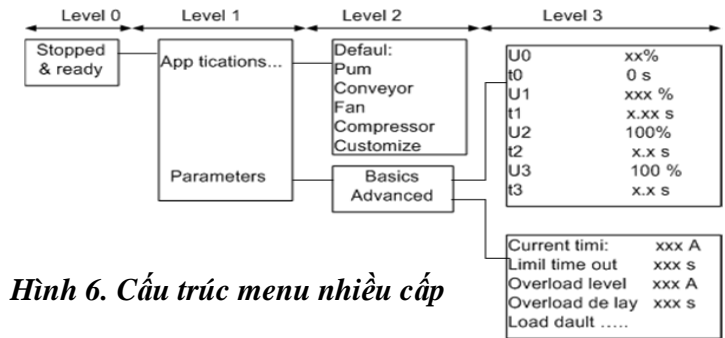 Level 0 Level 1 Level 2 Level 3
Stopped
& ready
App tications...
Parameters
Defaul:
Pum
Conveyor
Fan
Compressor
Customize
Basics
Advanced
U0 xx%
t0 0 s
U1 xxx %
t1 x.xx s
U2 100%
t2 x.x s
U3 100 %
t3 x.x s
Current timi: xxx A
Limil time out xxx s
Overload level xxx A
Overload de lay xxx s
Load dault .....
Hình 6. Cấu trúc menu nhiều cấp